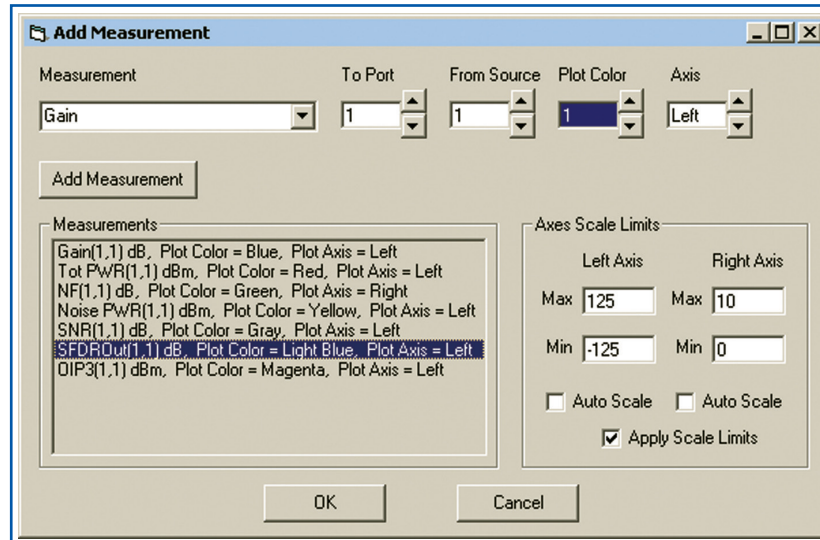 Add Measurement
Measurement To Port From Source Plot Color Axis
Gain 1 1 1 Left
Add Measurement
Measurements
Gain(1,1) dB, Plot Color = Blue, Plot Axis = Left
Tot PWR(1,1) dBm, Plot Color = Red, Plot Axis = Left
NF(1,1) dB, Plot Color = Green, Plot Axis = Right
Noise PWR(1,1) dBm, Plot Color = Yellow, Plot Axis = Left
SNR(1,1) dB, Plot Color = Gray, Plot Axis = Left
SFDROut(1,1) dB, Plot Color = Light Blue, Plot Axis = Left
OIP3(1,1) dBm, Plot Color = Magenta, Plot Axis = Left
Axes Scale Limits
Left Axis Right Axis
Max 125 Max 10
Min -125 Min 0
Auto Scale Auto Scale
Apply Scale Limits
OK Cancel